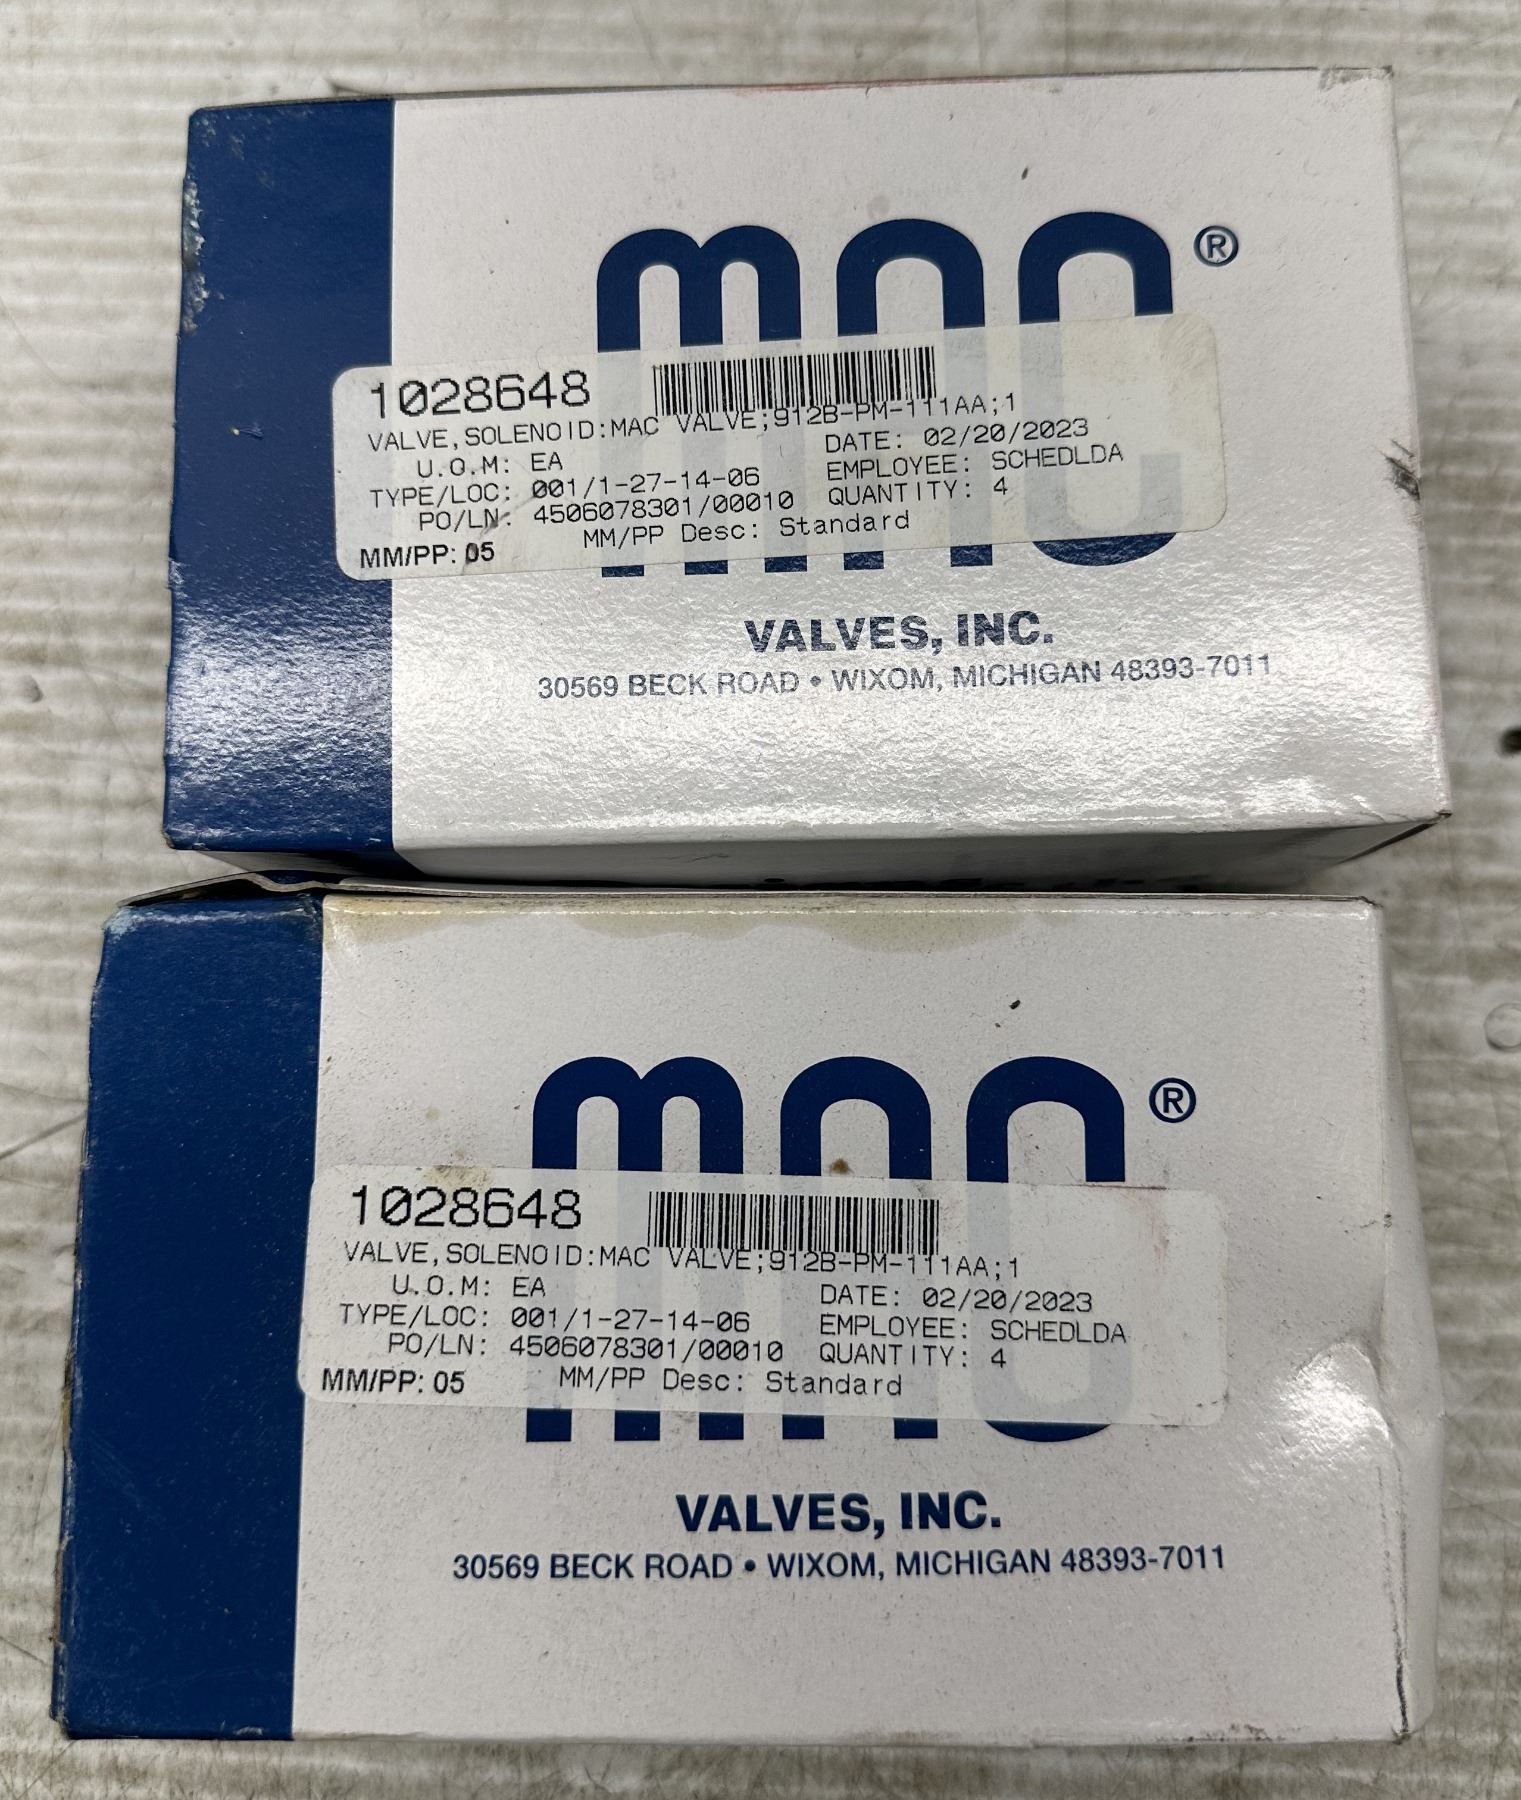 mac®
1028648
VALVE,SOLENOID:MAC VALVE;912B-PM-111AA;1
U.O.M: EA DATE: 02/20/2023
TYPE/LOC: 001/1-27-14-06 EMPLOYEE: SCHEDLDA
PO/LN: 4506078301/00010 QUANTITY: 4
MM/PP: 05 MM/PP Desc: Standard
VALVES, INC.
30569 BECK ROAD • WIXOM, MICHIGAN 48393-7011
mac®
1028648
VALVE,SOLENOID:MAC VALVE;912B-PM-111AA;1
U.O.M: EA DATE: 02/20/2023
TYPE/LOC: 001/1-27-14-06 EMPLOYEE: SCHEDLDA
PO/LN: 4506078301/00010 QUANTITY: 4
MM/PP: 05 MM/PP Desc: Standard
VALVES, INC.
30569 BECK ROAD • WIXOM, MICHIGAN 48393-7011